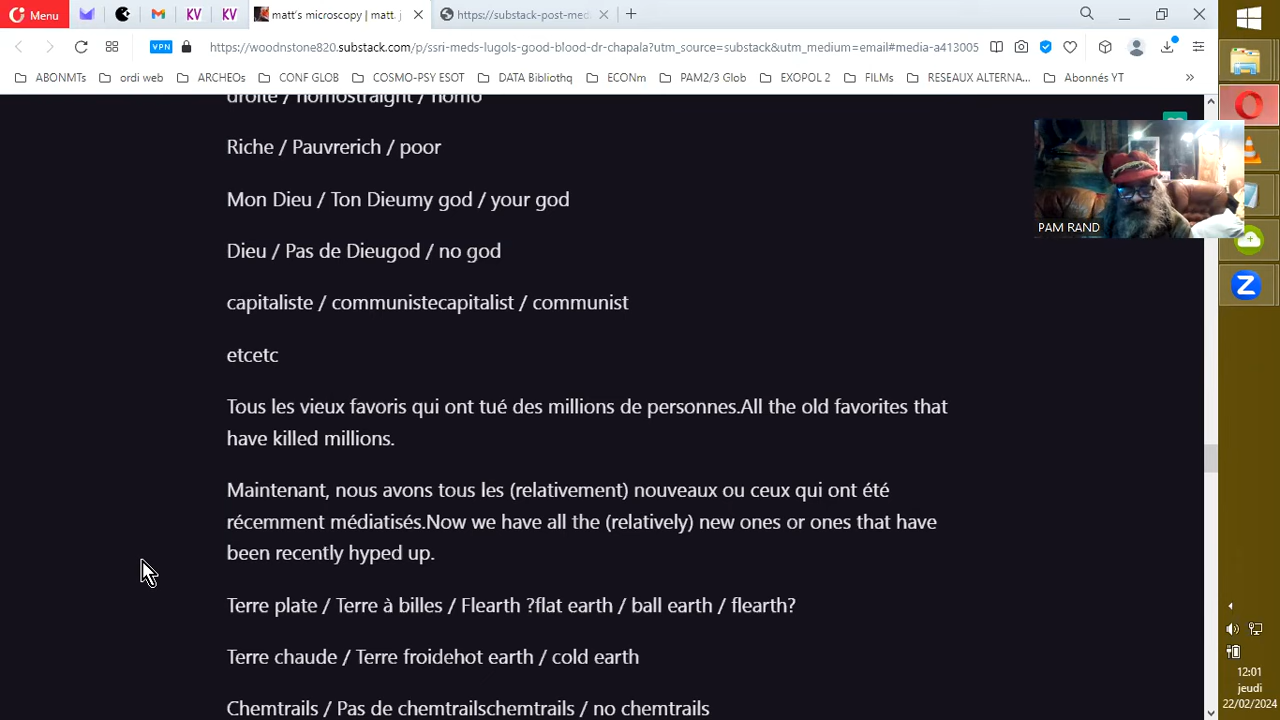 Menu
KV
KV
matt's microscopy | matt. j
https://substack-post-med
VPN
https://woodnstone820.substack.com/p/ssri-meds-lugols-good-blood-dr-chapala?utm_source=substack&utm_medium=email#media-a413005
ABONMTs
ordi web
ARCHEOs
CONF GLOB
COSMO-PSY ESOT
DATA Biblpthq
ECONm
PAM2/3 Glob
EXOPOL 2
FILMs
RESEAUX,ALTERNA...
Abonnés YT
droite / homostraight / homo
Riche / Pauvrerich / poor
Mon Dieu / Ton Dieumy god / your god
Dieu / Pas de Dieugod / no god
capitaliste / communistecapitalist / communist
etcetc
Tous les vieux favoris qui ont tué des millions de personnes.All the old favorites that
have killed millions.
Maintenant, nous avons tous les (relativement) nouveaux ou ceux qui ont été
récemment médiatisés.Now we have all the (relatively) new ones or ones that have
been recently hyped up.
Terre plate / Terre à billes / Flearth ?flat earth / ball earth / flearth?
Terre chaude / Terre froidehot earth / cold earth
Chemtrails / Pas de chemtrailschemtrails / no chemtrails
PAM RAND
12:01
jeudi
22/02/2024